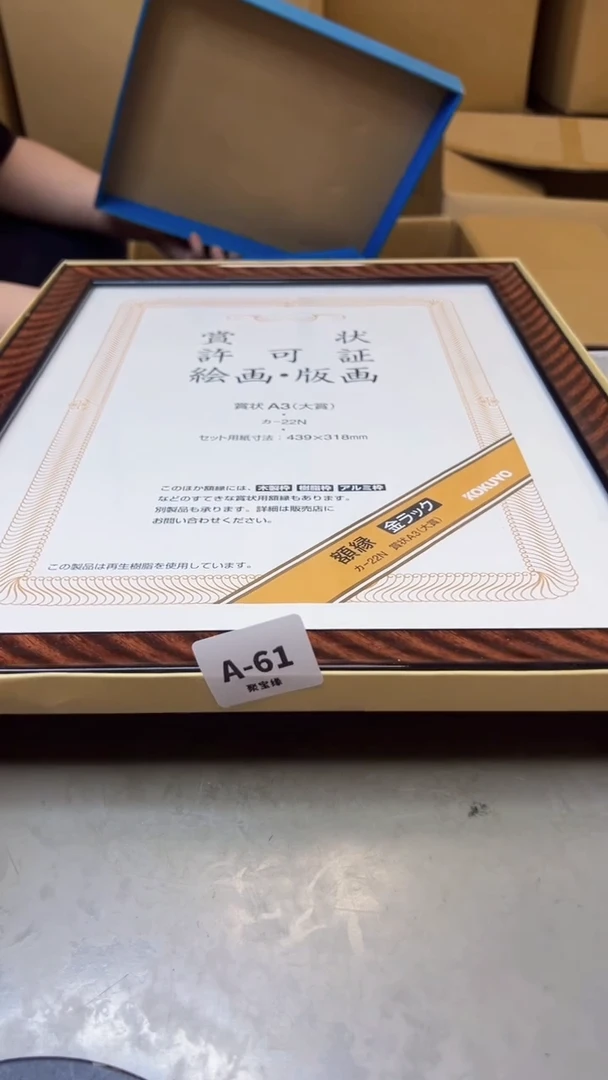 賞状
許可証
絵画・版画
賞状 A3(大賞)
カ-22N
セット用紙寸法：439×318mm
このほか額縁には、木製枠 樹脂枠 アルミ枠
などのすてきな賞状用額縁もあります。
別製品も承ります。詳細は販売店に
お問い合わせください。
この製品は再生樹脂を使用しています。
額縁 金ラック
カ-22N 賞状A3(大賞)
KOKUYO
A-61
聚宝缘